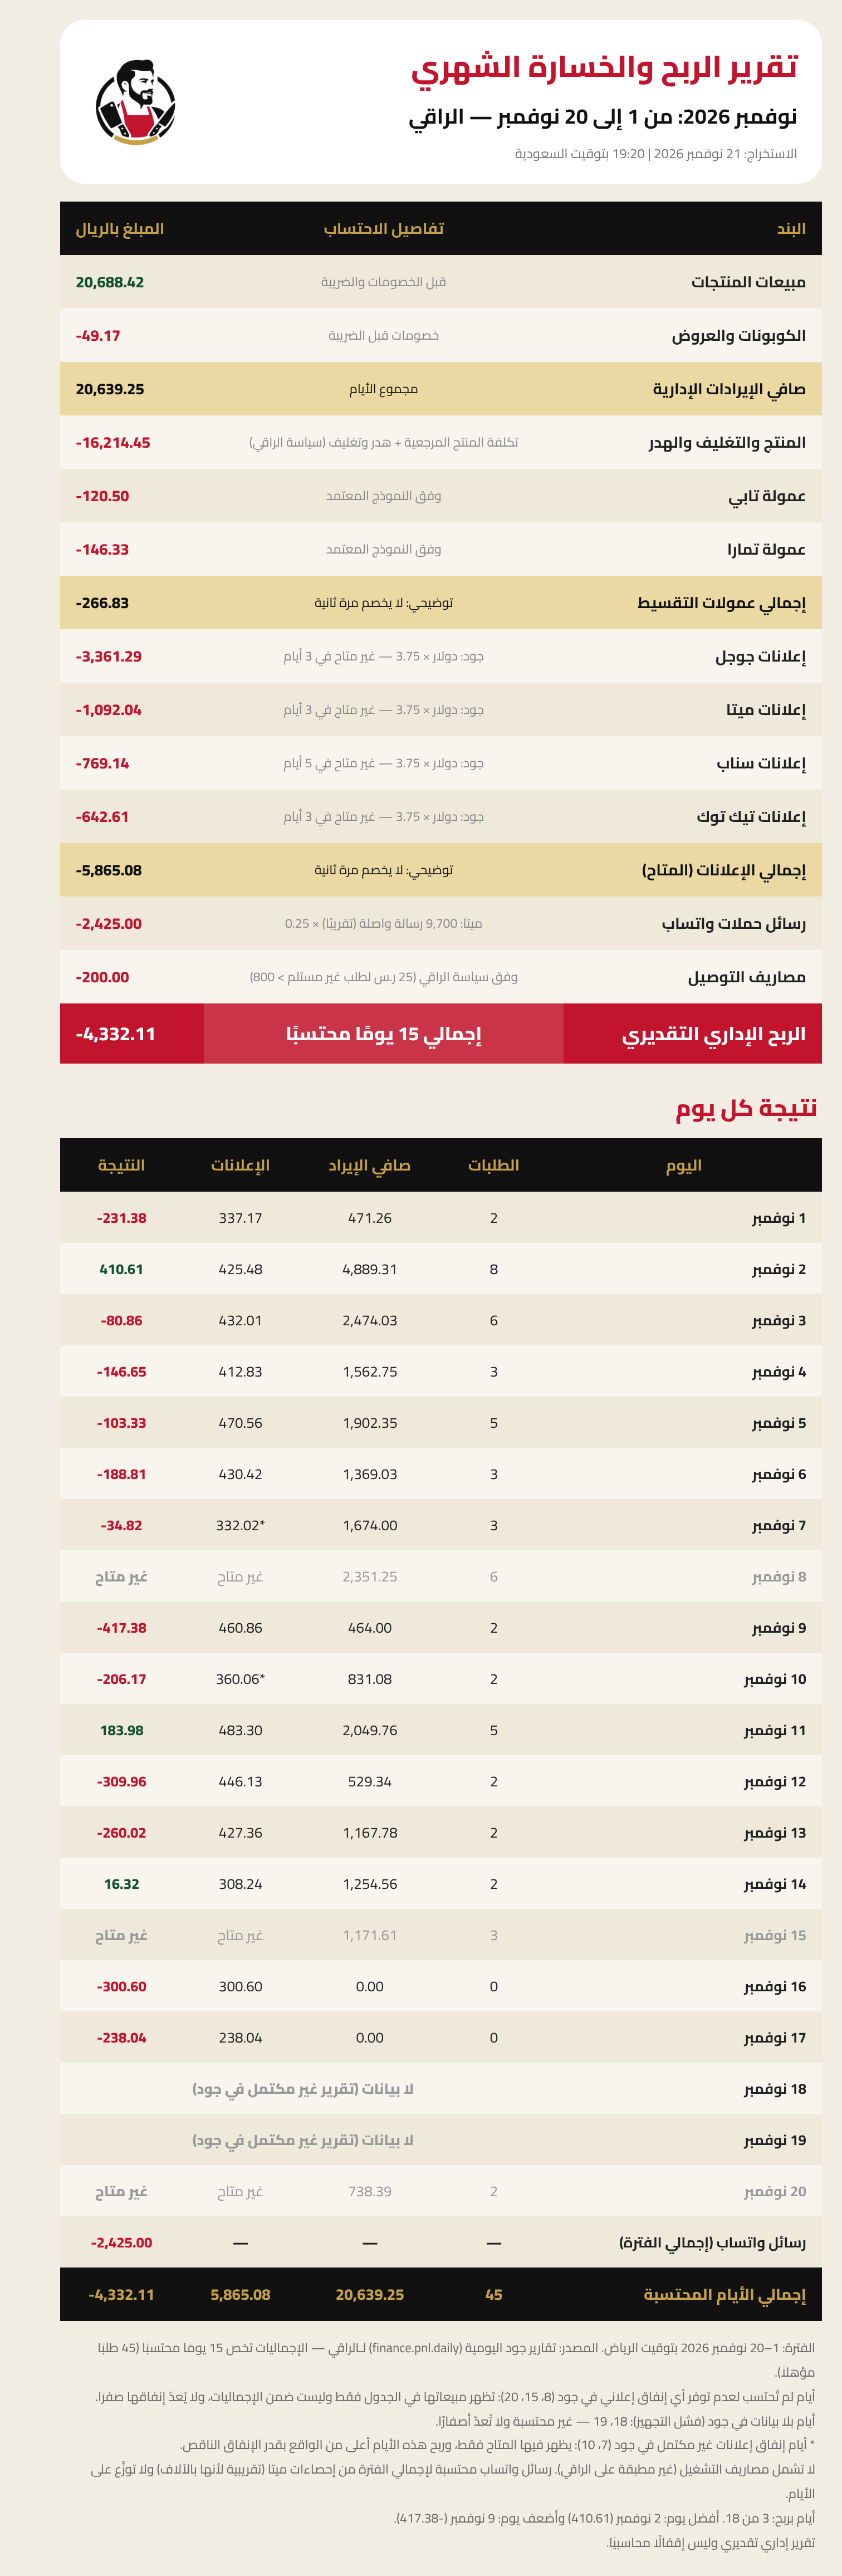 تقرير الربح والخسارة الشهري
نوفمبر 2026: من 1 إلى 20 نوفمبر — الراقي
الاستخراج: 21 نوفمبر 2026 | 19:20 بتوقيت السعودية
البند تفاصيل الاحتساب المبلغ بالريال
مبيعات المنتجات قبل الخصومات والضريبة 20,688.42
الكوبونات والعروض خصومات قبل الضريبة -49.17
صافي الإيرادات الإدارية مجموع الأيام 20,639.25
المنتج والتغليف والهدر تكلفة المنتج المرجعية + هدر وتغليف (سياسة الراقي) -16,214.45
عمولة تابي وفق النموذج المعتمد -120.50
عمولة تمارا وفق النموذج المعتمد -146.33
إجمالي عمولات التقسيط توضيحي: لا يخصم مرة ثانية -266.83
إعلانات جوجل جود: دولار × 3.75 — غير متاح في 3 أيام -3,361.29
إعلانات ميتا جود: دولار × 3.75 — غير متاح في 3 أيام -1,092.04
إعلانات سناب جود: دولار × 3.75 — غير متاح في 5 أيام -769.14
إعلانات تيك توك جود: دولار × 3.75 — غير متاح في 3 أيام -642.61
إجمالي الإعلانات (المتاح) توضيحي: لا يخصم مرة ثانية -5,865.08
رسائل حملات واتساب ميتا: 9,700 رسالة واصلة (تقريبًا) × 0.25 -2,425.00
مصاريف التوصيل وفق سياسة الراقي (25 ر.س لطلب غير مستلم > 800) -200.00
الربح الإداري التقديري إجمالي 15 يومًا محتسبًا -4,332.11
نتيجة كل يوم
اليوم الطلبات صافي الإيراد الإعلانات النتيجة
1 نوفمبر 2 471.26 337.17 -231.38
2 نوفمبر 8 4,889.31 425.48 410.61
3 نوفمبر 6 2,474.03 432.01 -80.86
4 نوفمبر 3 1,562.75 412.83 -146.65
5 نوفمبر 5 1,902.35 470.56 -103.33
6 نوفمبر 3 1,369.03 430.42 -188.81
7 نوفمبر 3 1,674.00 332.02* -34.82
8 نوفمبر 6 2,351.25 غير متاح غير متاح
9 نوفمبر 2 464.00 460.86 -417.38
10 نوفمبر 2 831.08 360.06* -206.17
11 نوفمبر 5 2,049.76 483.30 183.98
12 نوفمبر 2 529.34 446.13 -309.96
13 نوفمبر 2 1,167.78 427.36 -260.02
14 نوفمبر 2 1,254.56 308.24 16.32
15 نوفمبر 3 1,171.61 غير متاح غير متاح
16 نوفمبر 0 0.00 300.60 -300.60
17 نوفمبر 0 0.00 238.04 -238.04
18 نوفمبر لا بيانات (تقرير غير مكتمل في جود)
19 نوفمبر لا بيانات (تقرير غير مكتمل في جود)
20 نوفمبر 2 738.39 غير متاح غير متاح
رسائل واتساب (إجمالي الفترة) — — — -2,425.00
إجمالي الأيام المحتسبة 45 20,639.25 5,865.08 -4,332.11
الفترة: 1–20 نوفمبر 2026 بتوقيت الرياض. المصدر: تقارير جود اليومية (finance.pnl.daily) لـالراقي — الإجماليات تخص 15 يومًا محتسبًا (45 طلبًا
مؤهلاً).
أيام لم تُحتسب لعدم توفر أي إنفاق إعلاني في جود (8، 15، 20): تظهر مبيعاتها في الجدول فقط وليست ضمن الإجماليات، ولا يُعدّ إنفاقها صفرًا.
أيام بلا بيانات في جود (فشل التجهيز): 18، 19 — غير محتسبة ولا تُعدّ أصفارًا.
* أيام إنفاق إعلانات غير مكتمل في جود (7، 10): يظهر فيها المتاح فقط، وربح هذه الأيام أعلى من الواقع بقدر الإنفاق الناقص.
لا تشمل مصاريف التشغيل (غير مطبقة على الراقي). رسائل واتساب محتسبة لإجمالي الفترة من إحصاءات ميتا (تقريبية لأنها بالآلاف) ولا توزَّع على
الأيام.
أيام بربح: 3 من 18. أفضل يوم: 2 نوفمبر (410.61) وأضعف يوم: 9 نوفمبر (-417.38).
تقرير إداري تقديري وليس إقفالًا محاسبيًا.